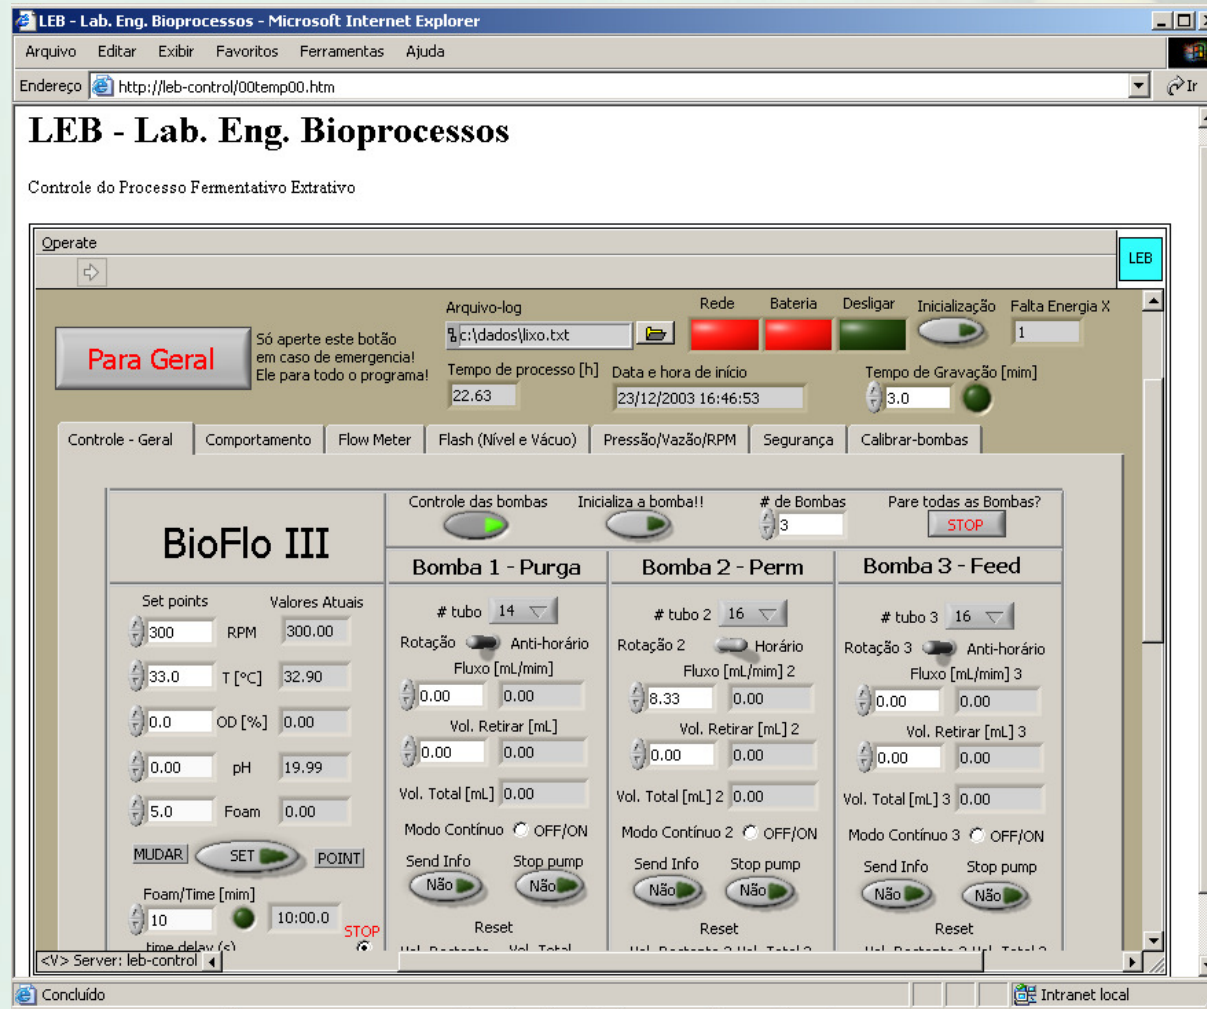 LEB - Lab. Eng. Bioprocessos - Microsoft Internet Explorer
Arquivo Editar Exibir Favoritos Ferramentas Ajuda
Endereço http://leb-control/00temp00.htm Ir
LEB - Lab. Eng. Bioprocessos
Controle do Processo Fermentativo Extrativo
Operate
LEB
Para Geral
Só aperte este botão
em caso de emergencia!
Ele para todo o programa!
Arquivo-log Rede Bateria Desligar Inicialização Falta Energia X
c:\dados\lixo.txt 1
Tempo de processo [h] Data e hora de início Tempo de Gravação [mim]
22.63 23/12/2003 16:46:53 3.0
Controle - Geral Comportamento Flow Meter Flash (Nível e Vácuo) Pressão/Vazão/RPM Segurança Calibrar-bombas
BioFlo III
Set points Valores Atuais
300 RPM 300.00
33.0 T [°C] 32.90
0.0 OD [%] 0.00
0.00 pH 19.99
5.0 Foam 0.00
MUDAR SET POINT
Foam/Time [mim]
10 10:00.0 STOP
time delay (s)
Controle das bombas Inicializa a bomba!! # de Bombas Pare todas as Bombas?
3 STOP
Bomba 1 - Purga
# tubo 14
Rotação Anti-horário
Fluxo [mL/mim]
0.00 0.00
Vol. Retirar [mL]
0.00 0.00
Vol. Total [mL] 0.00
Modo Contínuo OFF/ON
Send Info Stop pump
Não Não
Reset
Vol. Restante Vol. Total
Bomba 2 - Perm
# tubo 2 16
Rotação 2 Horário
Fluxo [mL/mim] 2
8.33 0.00
Vol. Retirar [mL] 2
0.00 0.00
Vol. Total [mL] 2 0.00
Modo Contínuo 2 OFF/ON
Send Info Stop pump
Não Não
Reset
Vol. Restante 2 Vol. Total 2
Bomba 3 - Feed
# tubo 3 16
Rotação 3 Anti-horário
Fluxo [mL/mim] 3
0.00 0.00
Vol. Retirar [mL] 3
0.00 0.00
Vol. Total [mL] 3 0.00
Modo Contínuo 3 OFF/ON
Send Info Stop pump
Não Não
Reset
<V> Server: leb-control
Concluído Intranet local